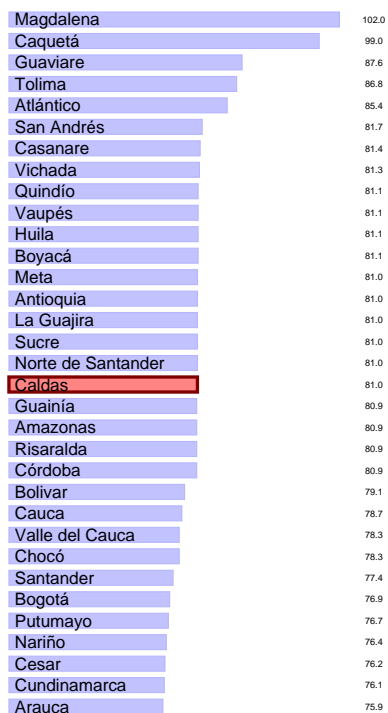 Magdalena 102.0
Caquetá 99.0
Guaviare 87.6
Tolima 86.8
Atlántico 85.4
San Andrés 81.7
Casanare 81.4
Vichada 81.3
Quindío 81.1
Vaupés 81.1
Huila 81.1
Boyacá 81.1
Meta 81.0
Antioquia 81.0
La Guajira 81.0
Sucre 81.0
Norte de Santander 81.0
Caldas 81.0
Guainía 80.9
Amazonas 80.9
Risaralda 80.9
Córdoba 80.9
Bolivar 79.1
Cauca 78.7
Valle del Cauca 78.3
Chocó 78.3
Santander 77.4
Bogotá 76.9
Putumayo 76.7
Nariño 76.4
Cesar 76.2
Cundinamarca 76.1
Arauca 75.9